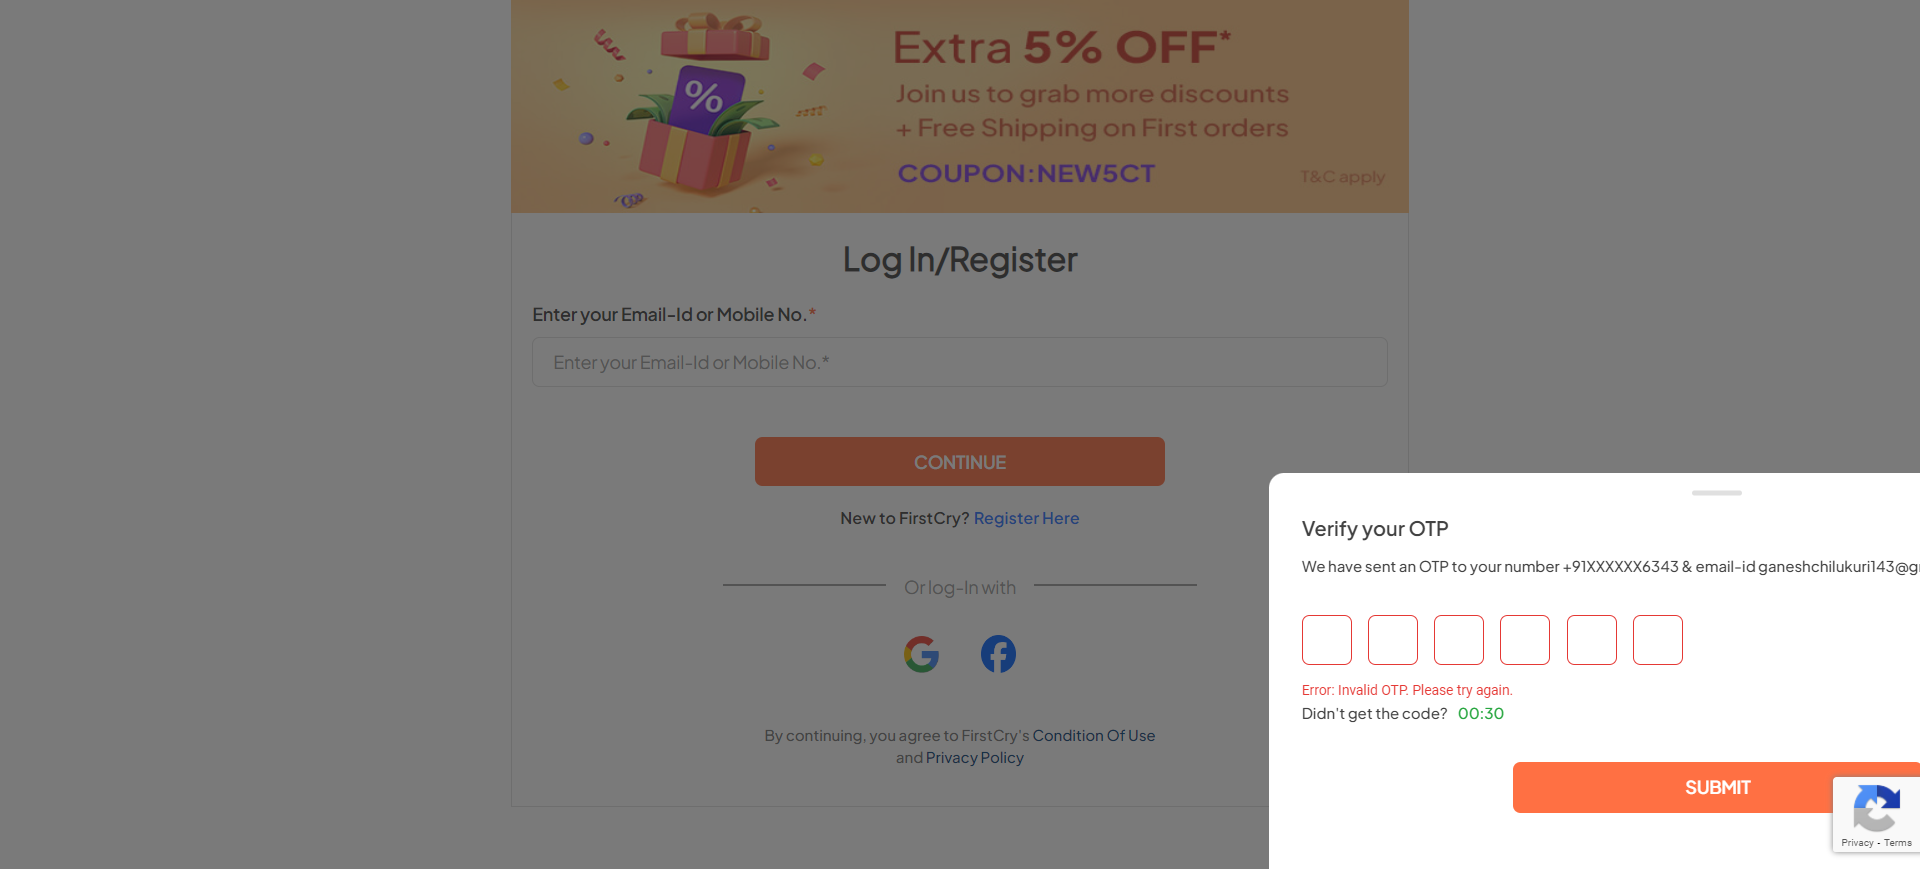 Extra 5% OFF*
Join us to grab more discounts
+ Free Shipping on First orders
COUPON:NEW5CT
T&C apply
%
Log In/Register
Enter your Email-Id or Mobile No.*
Enter your Email-Id or Mobile No.*
CONTINUE
New to FirstCry? Register Here
Or log-In with
By continuing, you agree to FirstCry's Condition Of Use
and Privacy Policy
Verify your OTP
We have sent an OTP to your number +91XXXXXX6343 & email-id ganeshchilukuri143@g
Error: Invalid OTP. Please try again.
Didn't get the code? 00:30
SUBMIT
Privacy - Terms